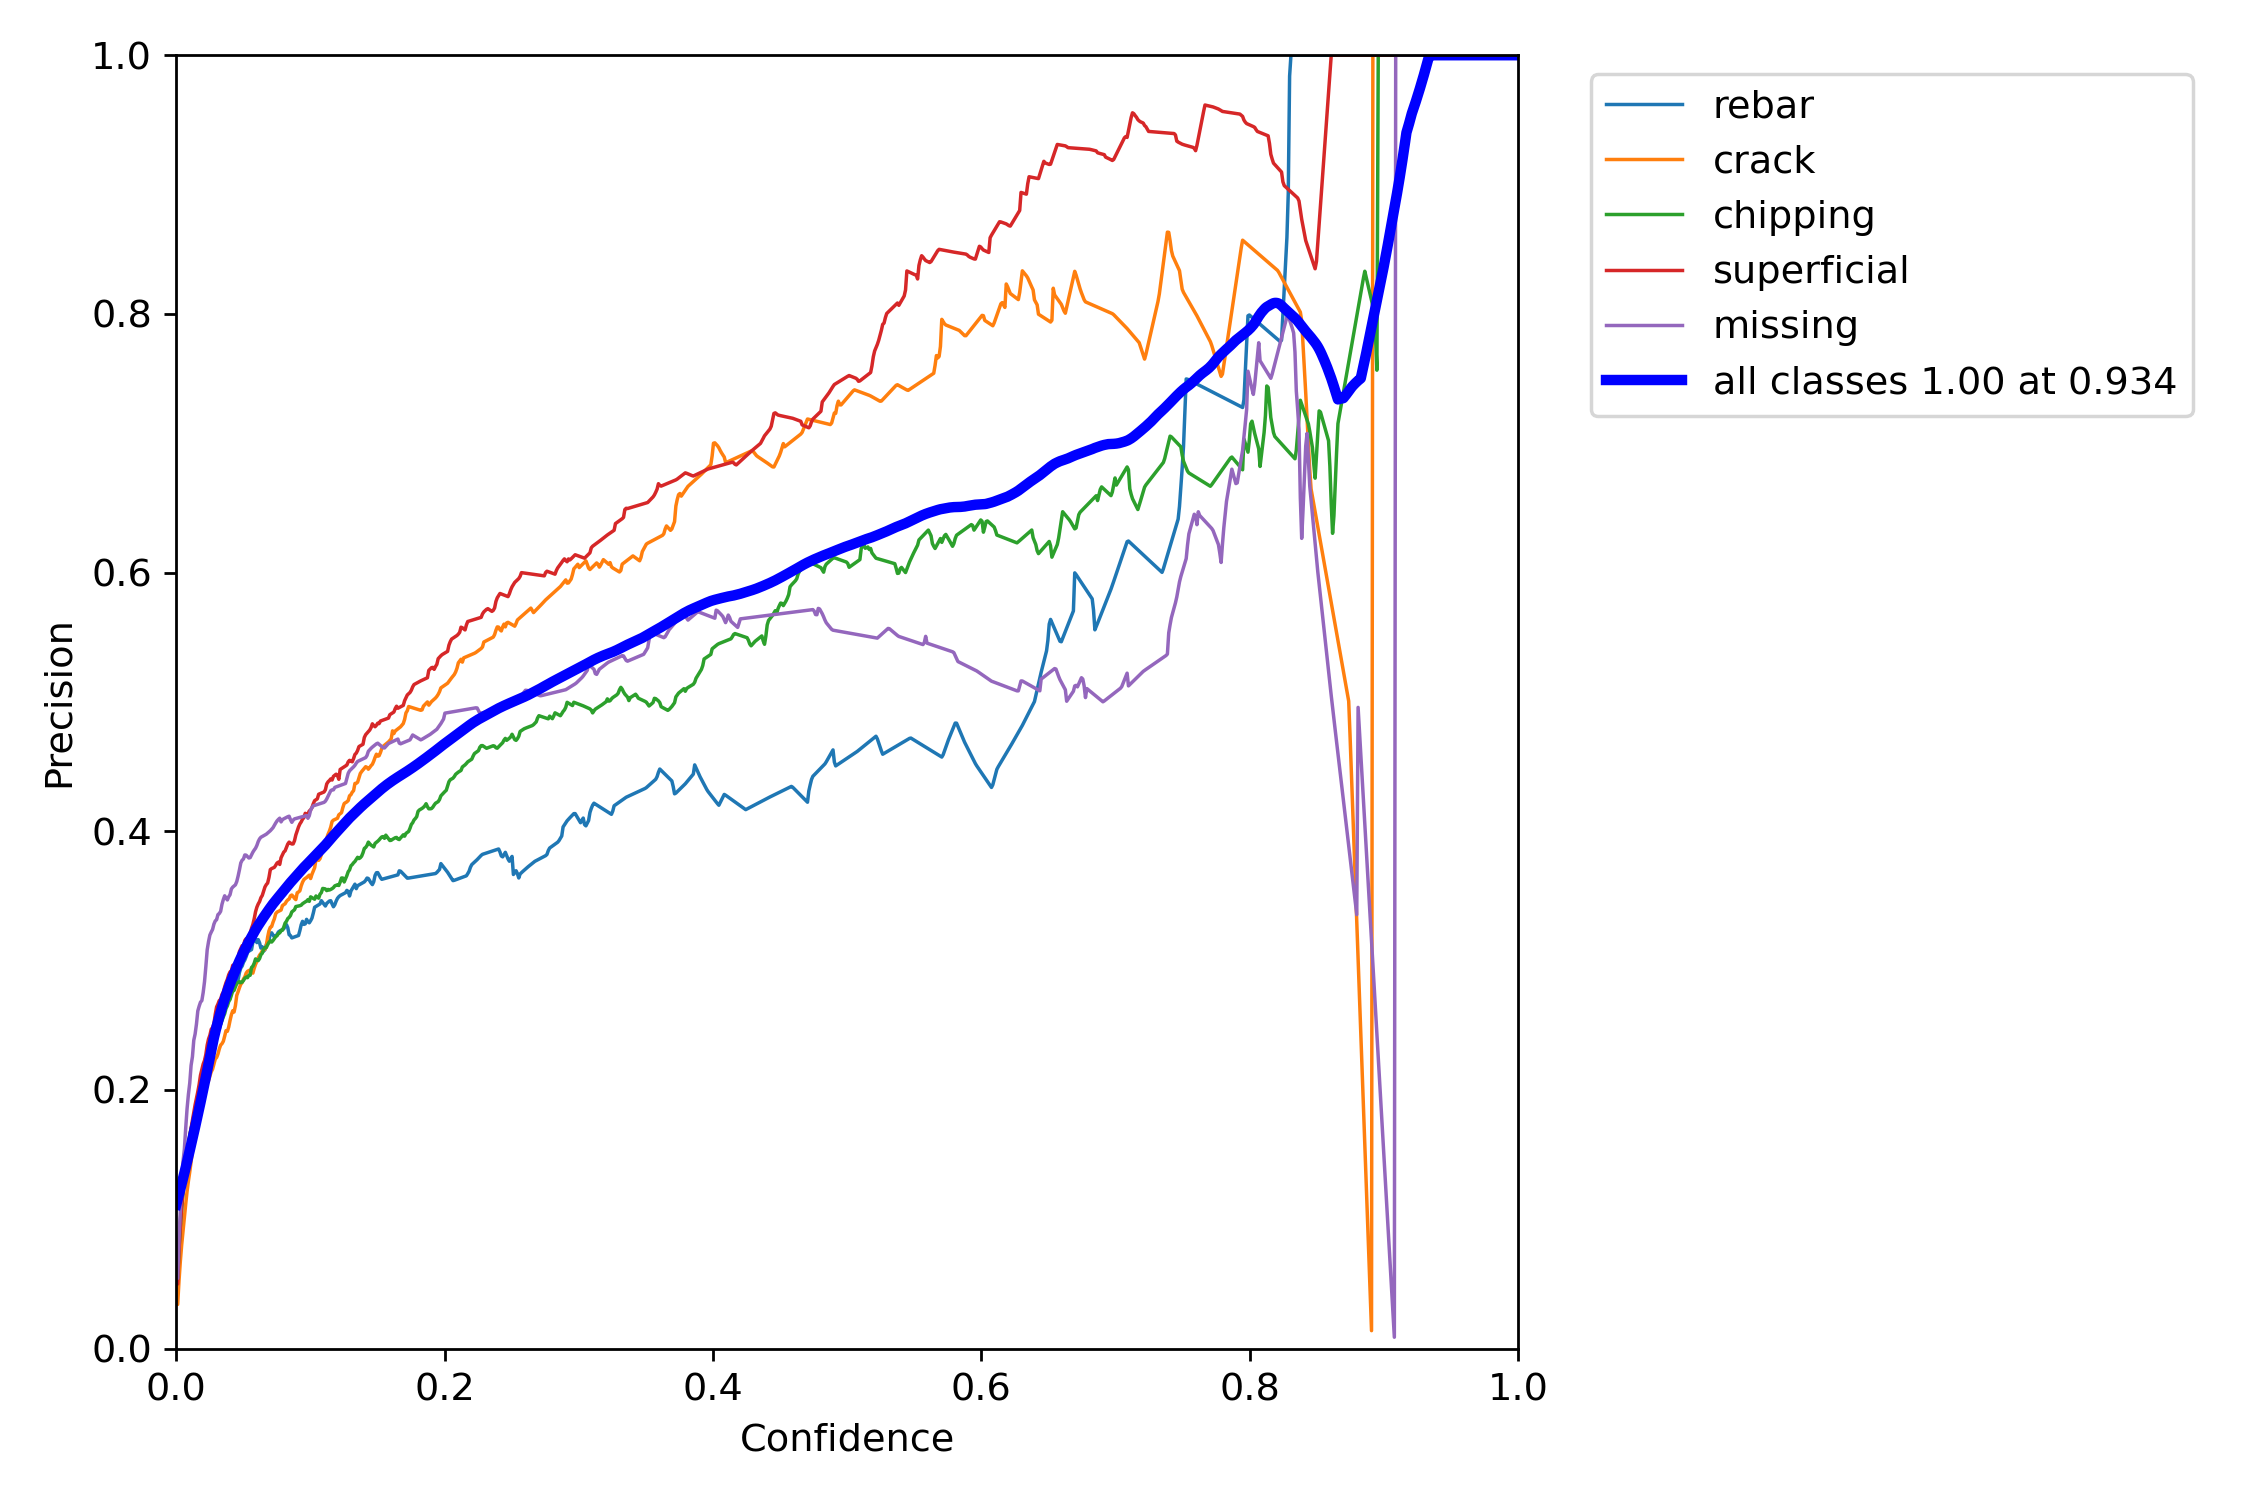 1.0
0.8
0.6
0.4
0.2
0.0
Precision
0.0 0.2 0.4 0.6 0.8 1.0
Confidence
rebar
crack
chipping
superficial
missing
all classes 1.00 at 0.934